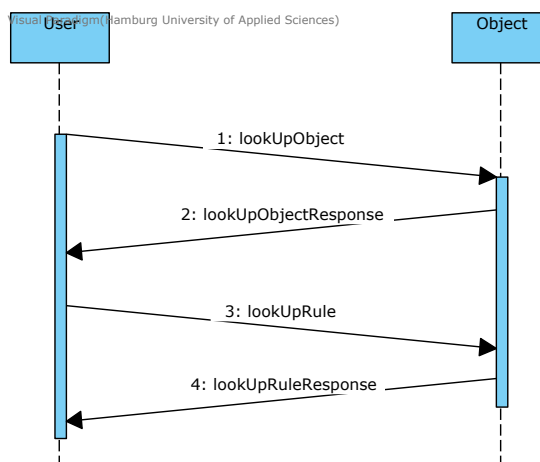 Visual Paradigm(Hamburg University of Applied Sciences)
User
Object
1: lookUpObject
2: lookUpObjectResponse
3: lookUpRule
4: lookUpRuleResponse